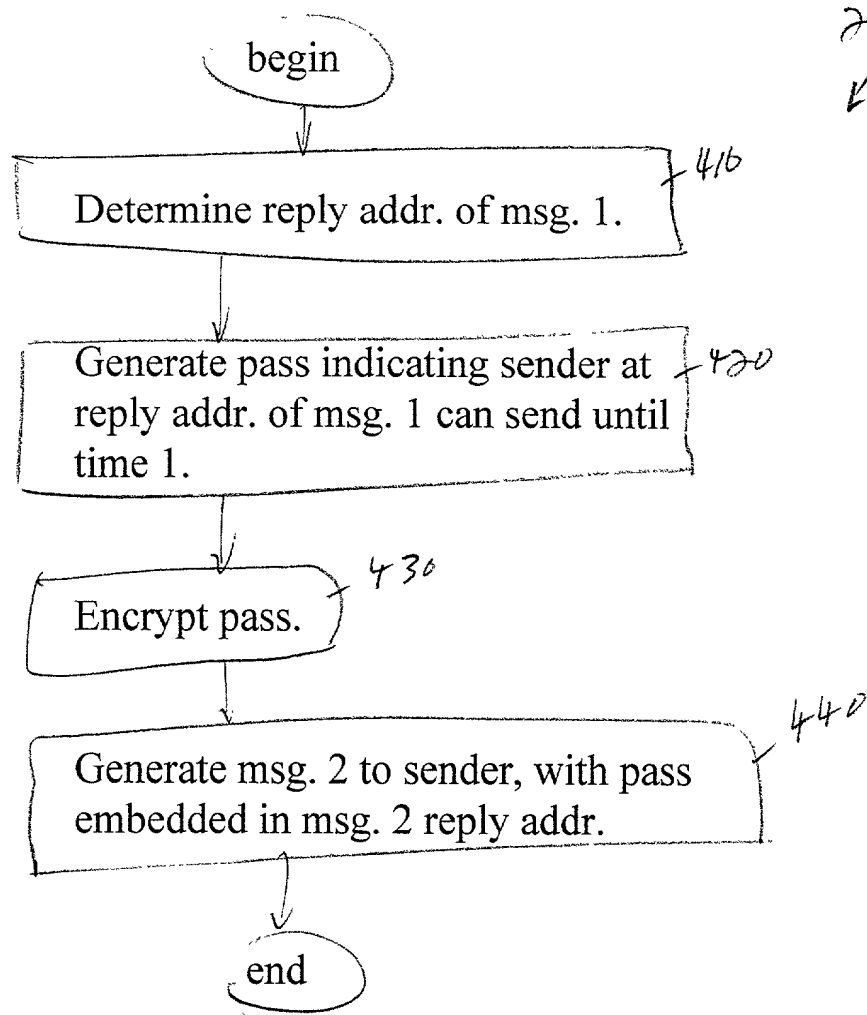 begin
410
Determine reply addr. of msg. 1.
Generate pass indicating sender at
420
reply addr. of msg. 1 can send until
time 1.
430
Encrypt pass.
440
Generate msg. 2 to sender, with pass
embedded in msg. 2 reply addr.
end